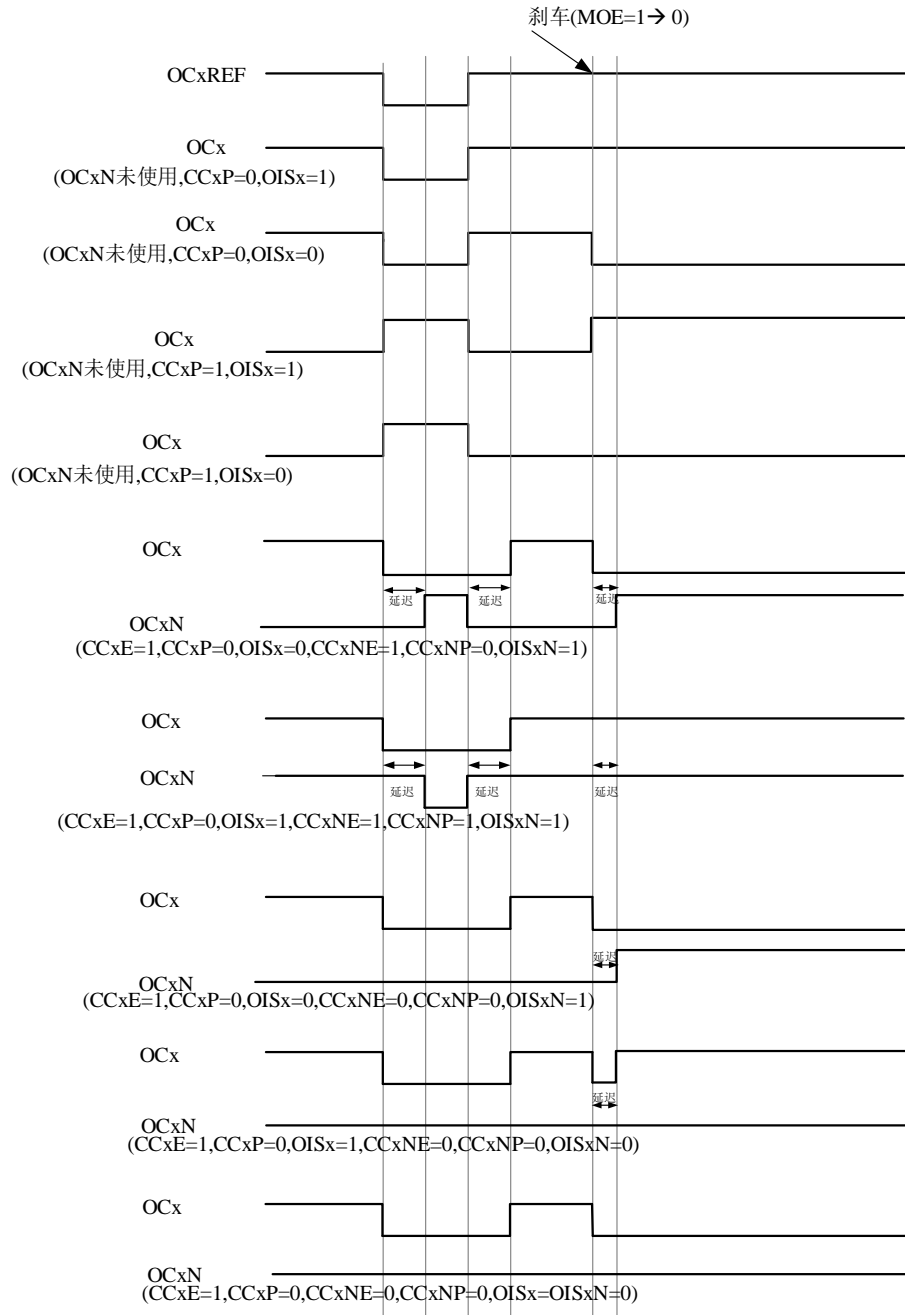 刹车(MOE=1→ 0)
OCxREF
OCx
(OCxN未使用,CCxP=0,OISx=1)
OCx
(OCxN未使用,CCxP=0,OISx=0)
OCx
(OCxN未使用,CCxP=1,OISx=1)
OCx
(OCxN未使用,CCxP=1,OISx=0)
OCx
延迟 延迟 延迟
OCxN
(CCxE=1,CCxP=0,OISx=0,CCxNE=1,CCxNP=0,OISxN=1)
OCx
OCxN
延迟 延迟 延迟
(CCxE=1,CCxP=0,OISx=1,CCxNE=1,CCxNP=1,OISxN=1)
OCx
延迟
OCxN
(CCxE=1,CCxP=0,OISx=0,CCxNE=0,CCxNP=0,OISxN=1)
OCx
延迟
OCxN
(CCxE=1,CCxP=0,OISx=1,CCxNE=0,CCxNP=0,OISxN=0)
OCx
OCxN
(CCxE=1,CCxP=0,CCxNE=0,CCxNP=0,OISx=OISxN=0)